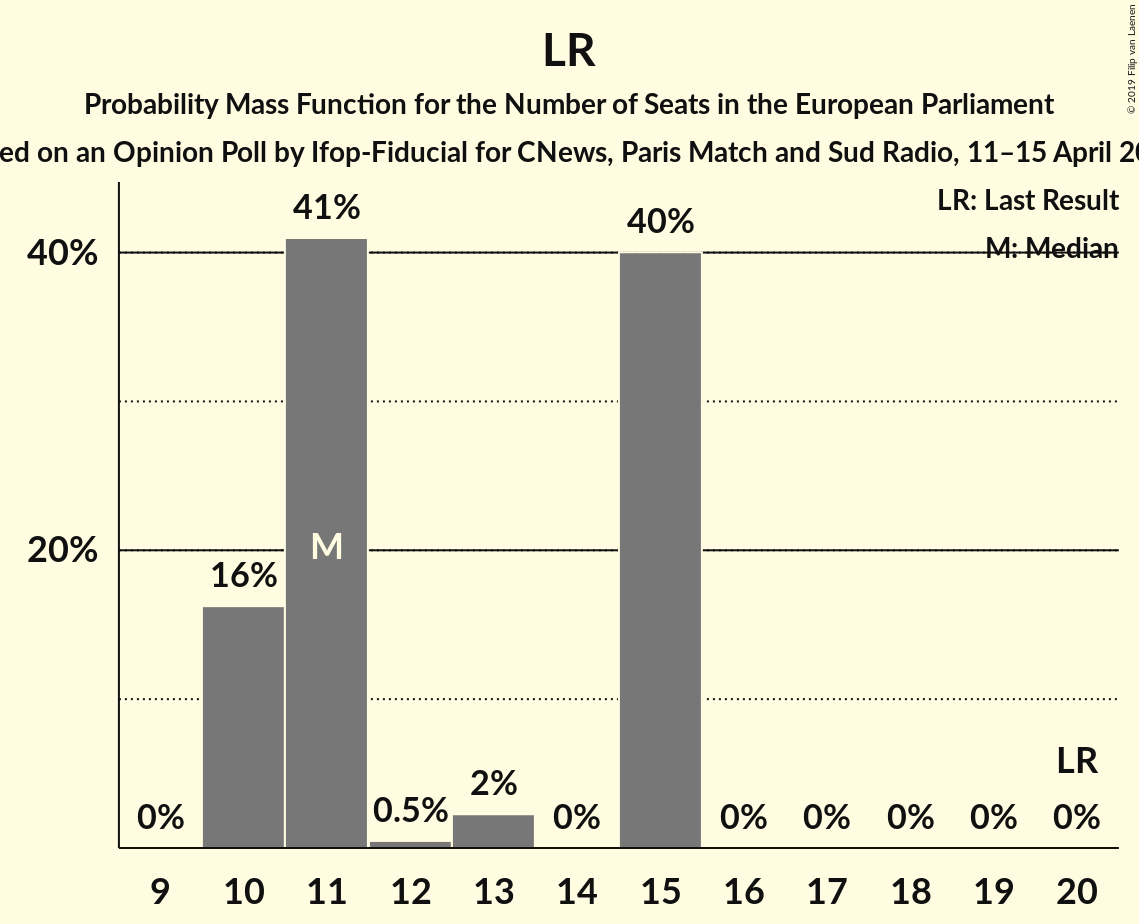 LR
Probability Mass Function for the Number of Seats in the European Parliament
ed on an Opinion Poll by Ifop-Fiducial for CNews, Paris Match and Sud Radio, 11–15 April 20
© 2019 Filip van Laenen
LR: Last Result
M: Median
41%
40%
40%
20%
M
16%
LR
0%
0.5%
2%
0%
0%
0%
0%
0%
0%
9 10 11 12 13 14 15 16 17 18 19 20